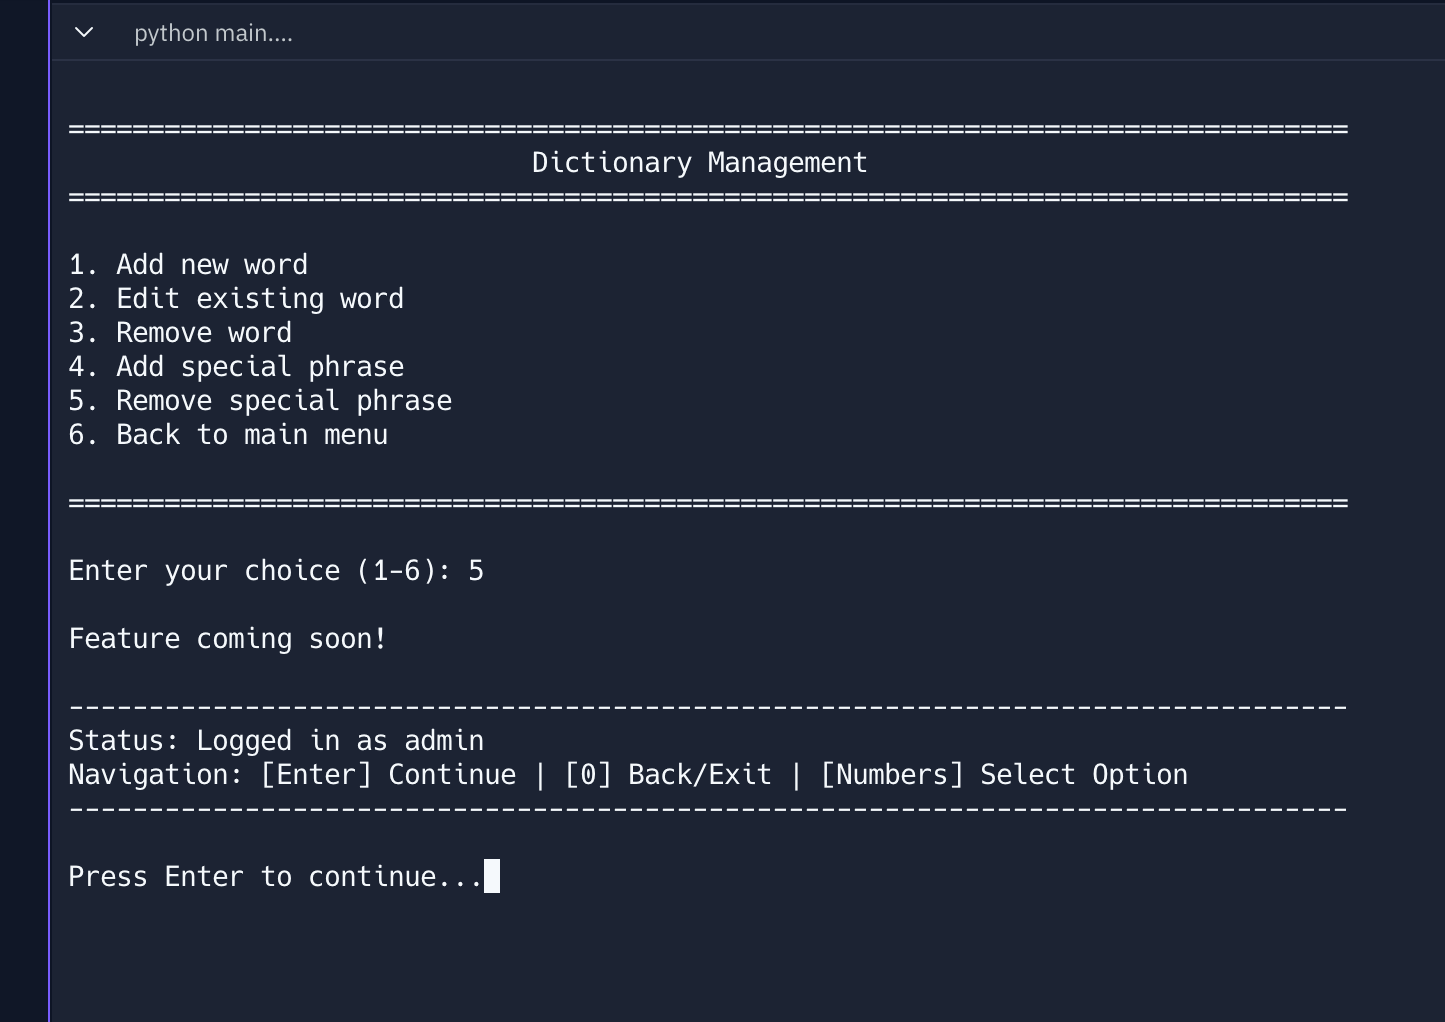 python main....
================================================================================
Dictionary Management
================================================================================
1. Add new word
2. Edit existing word
3. Remove word
4. Add special phrase
5. Remove special phrase
6. Back to main menu
================================================================================
Enter your choice (1-6): 5
Feature coming soon!
--------------------------------------------------------------------------------
Status: Logged in as admin
Navigation: [Enter] Continue | [0] Back/Exit | [Numbers] Select Option
--------------------------------------------------------------------------------
Press Enter to continue...